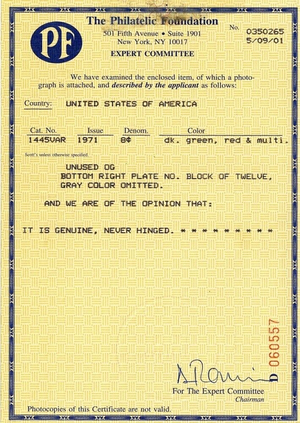 PF
The Philatelic Foundation
501 Fifth Avenue • Suite 1901
New York, NY 10017
EXPERT COMMITTEE
No. 0350265
5/09/01
We have examined the enclosed item, of which a photo-
graph is attached, and described by the applicant as follows:
Country: UNITED STATES OF AMERICA
Cat. No. Issue Denom. Color
1445VAR 1971 8¢ dk. green, red & multi.
Scott's unless otherwise specified
UNUSED OG
BOTTOM RIGHT PLATE NO. BLOCK OF TWELVE,
GRAY COLOR OMITTED.
AND WE ARE OF THE OPINION THAT:
IT IS GENUINE, NEVER HINGED. * * * * * * * * *
D 060557
For The Expert Committee
Chairman
Photocopies of this Certificate are not valid.